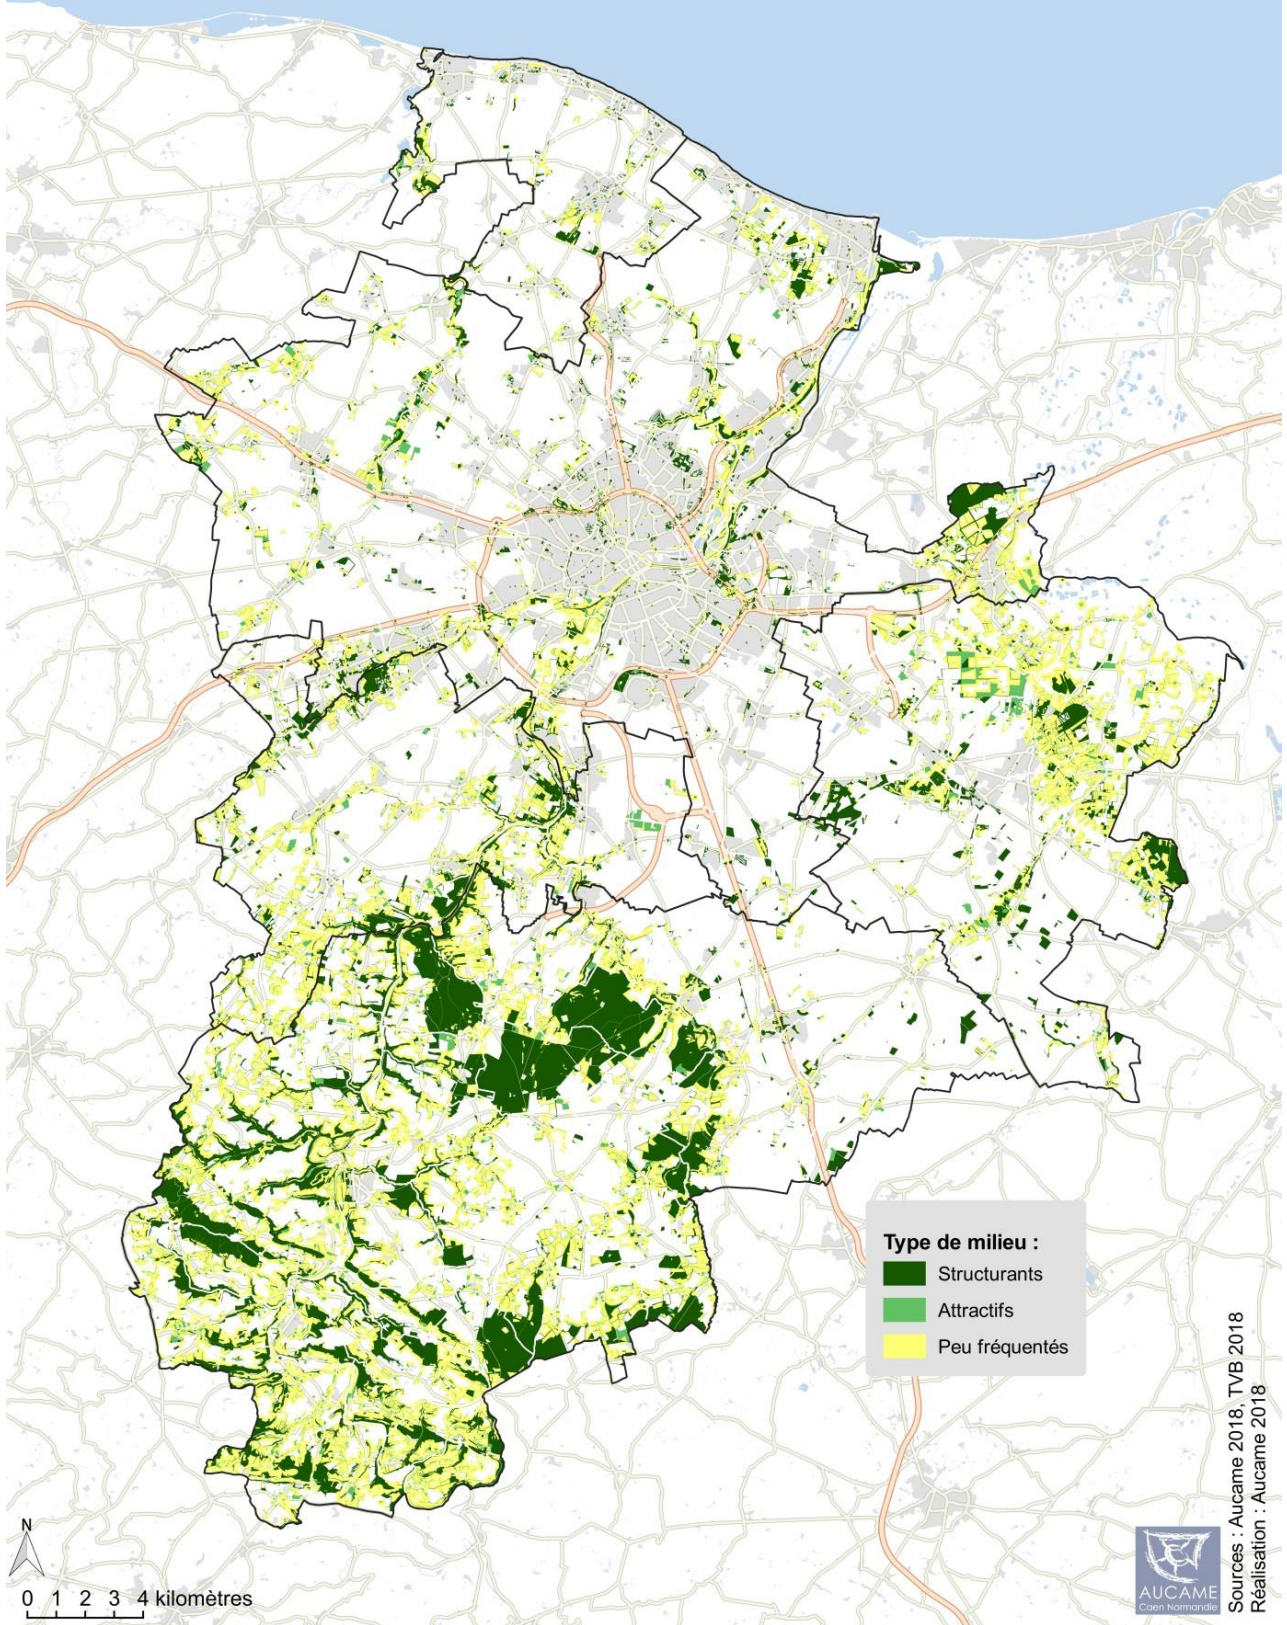 Type de milieu :
Structurants
Attractifs
Peu fréquentés
N
0 1 2 3 4 kilomètres
AUCAME
Caen Normandie
Sources : Aucame 2018, TVB 2018
Réalisation : Aucame 2018